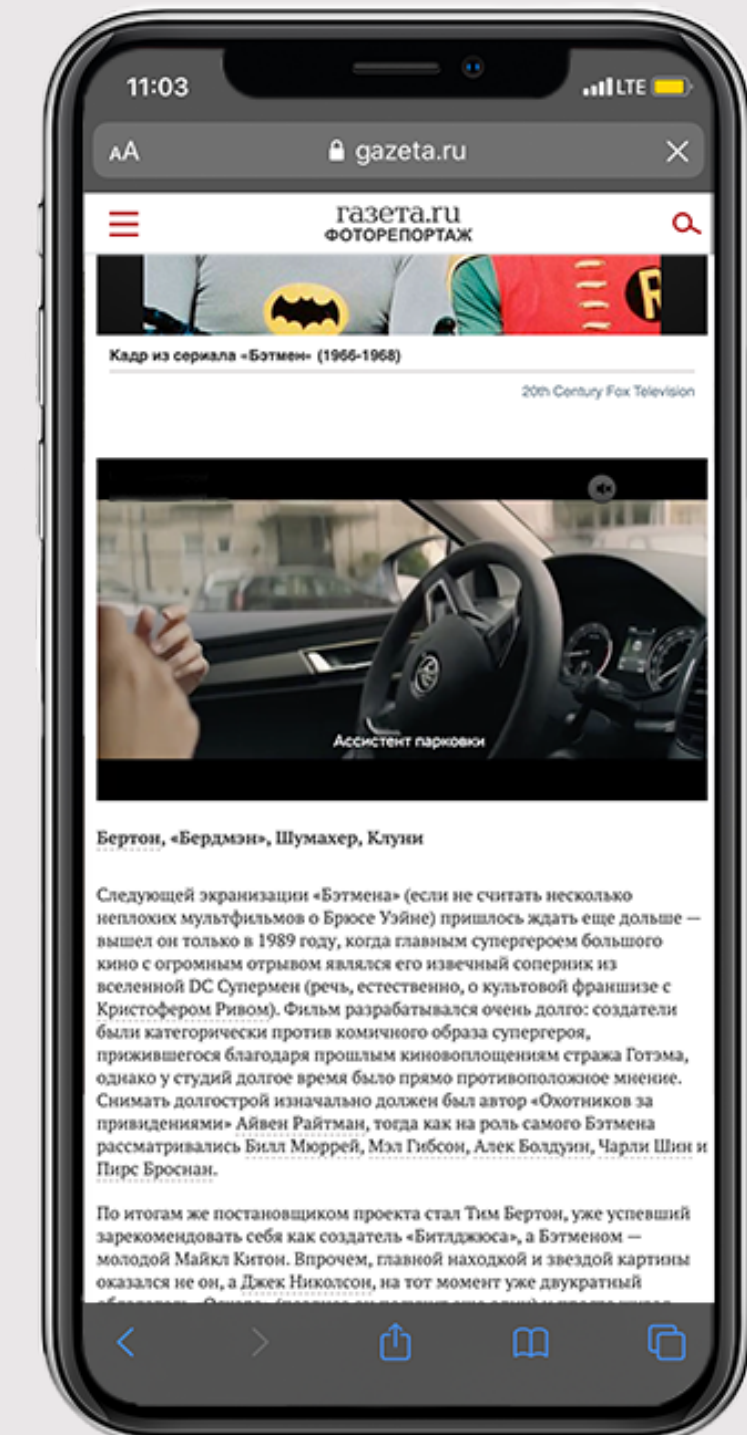 11:03
LTE
AA
gazeta.ru
газета.ru
ФОТОРЕПОРТАЖ
R
Кадр из сериала «Бэтмен» (1966-1968)
20th Century Fox Television
Ассистент парковки
Бертон, «Бердмэн», Шумахер, Клуни
Следующей экранизации «Бэтмена» (если не считать несколько
неплохих мультфильмов о Брюсе Уэйне) пришлось ждать еще дольше —
вышел он только в 1989 году, когда главным супергероем большого
кино с огромным отрывом являлся его извечный соперник из
вселенной DC Супермен (речь, естественно, о культовой франшизе с
Кристофером Ривом). Фильм разрабатывался очень долго: создатели
были категорически против комичного образа супергероя,
прижившегося благодаря прошлым киновоплощениям стража Готэма,
однако у студий долгое время было прямо противоположное мнение.
Снимать долгострой изначально должен был автор «Охотников за
привидениями» Айвен Райтман, тогда как на роль самого Бэтмена
рассматривались Билл Мюррей, Мэл Гибсон, Алек Болдуин, Чарли Шин и
Пирс Броснан.
По итогам же постановщиком проекта стал Тим Бертон, уже успевший
зарекомендовать себя как создатель «Битлджюса», а Бэтменом —
молодой Майкл Китон. Впрочем, главной находкой и звездой картины
оказался не он, а Джек Николсон, на тот момент уже двукратный